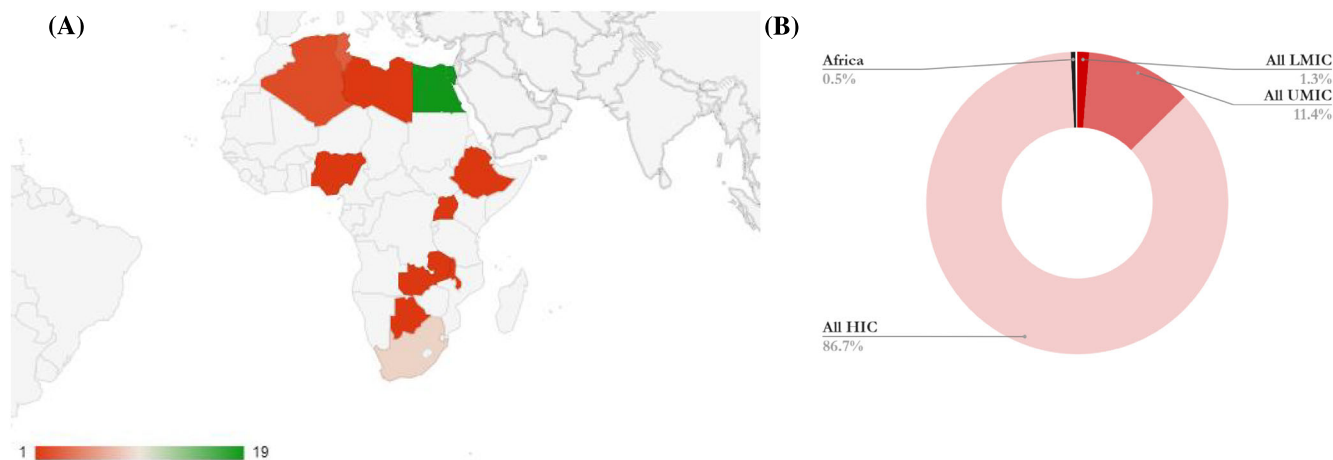 (A)
1
19
(B)
Africa
0.5%
All LMIC
1.3%
All UMIC
11.4%
All HIC
86.7%